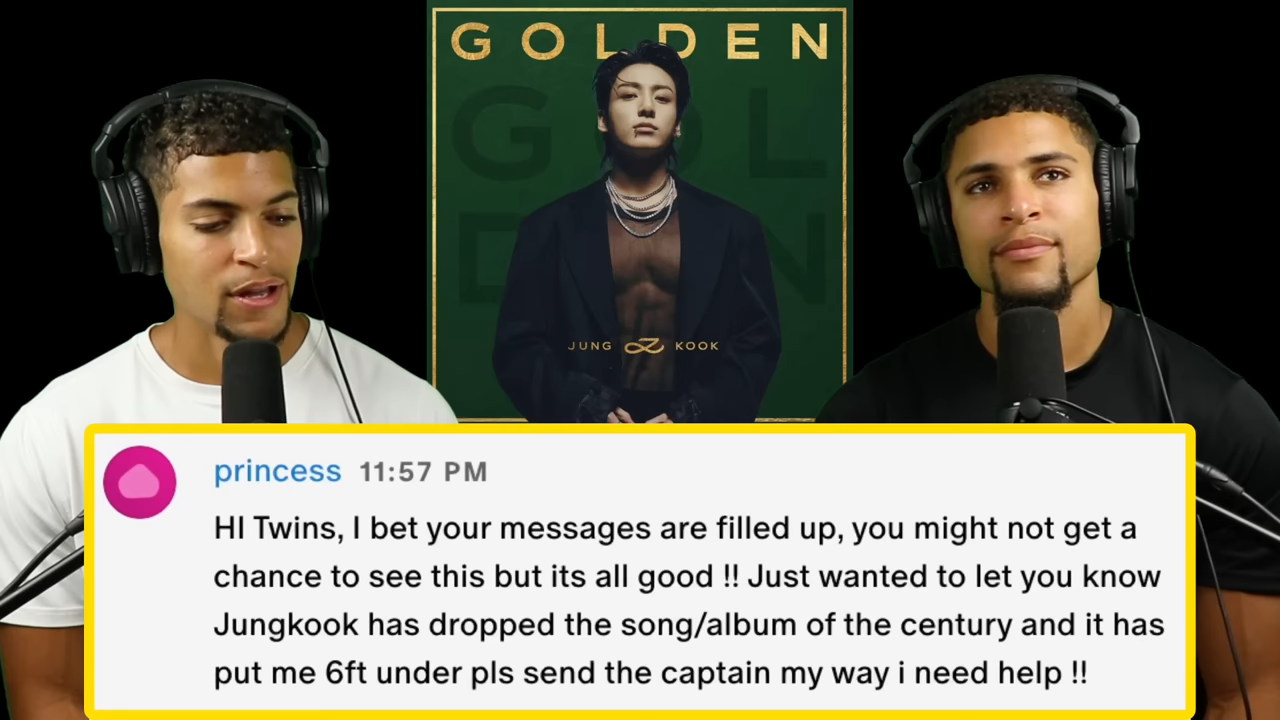 GOLDEN
GOL
DEN
JUNG KOOK
princess 11:57 PM
HI Twins, I bet your messages are filled up, you might not get a
chance to see this but its all good !! Just wanted to let you know
Jungkook has dropped the song/album of the century and it has
put me 6ft under pls send the captain my way i need help !!